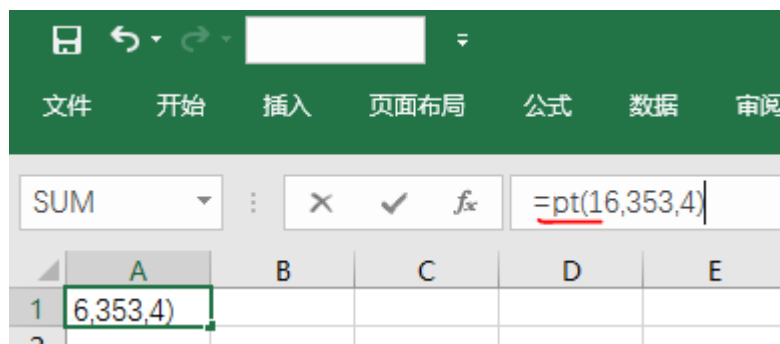 文件 开始 插入 页面布局 公式 数据 审阅
SUM fx =pt(16,353,4)
A B C D E
1 6,353,4)